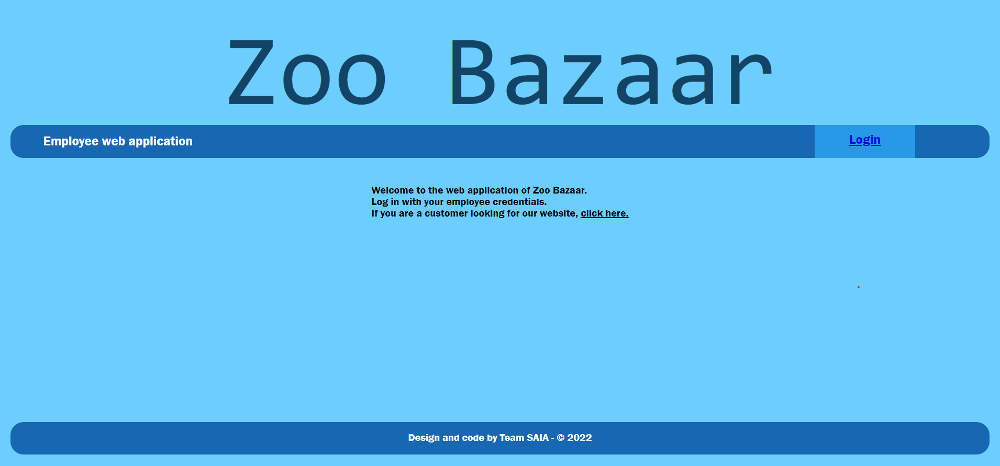 Zoo Bazaar
Employee web application
Login
Welcome to the web application of Zoo Bazaar.
Log in with your employee credentials.
If you are a customer looking for our website, click here.
Design and code by Team SAIA - © 2022